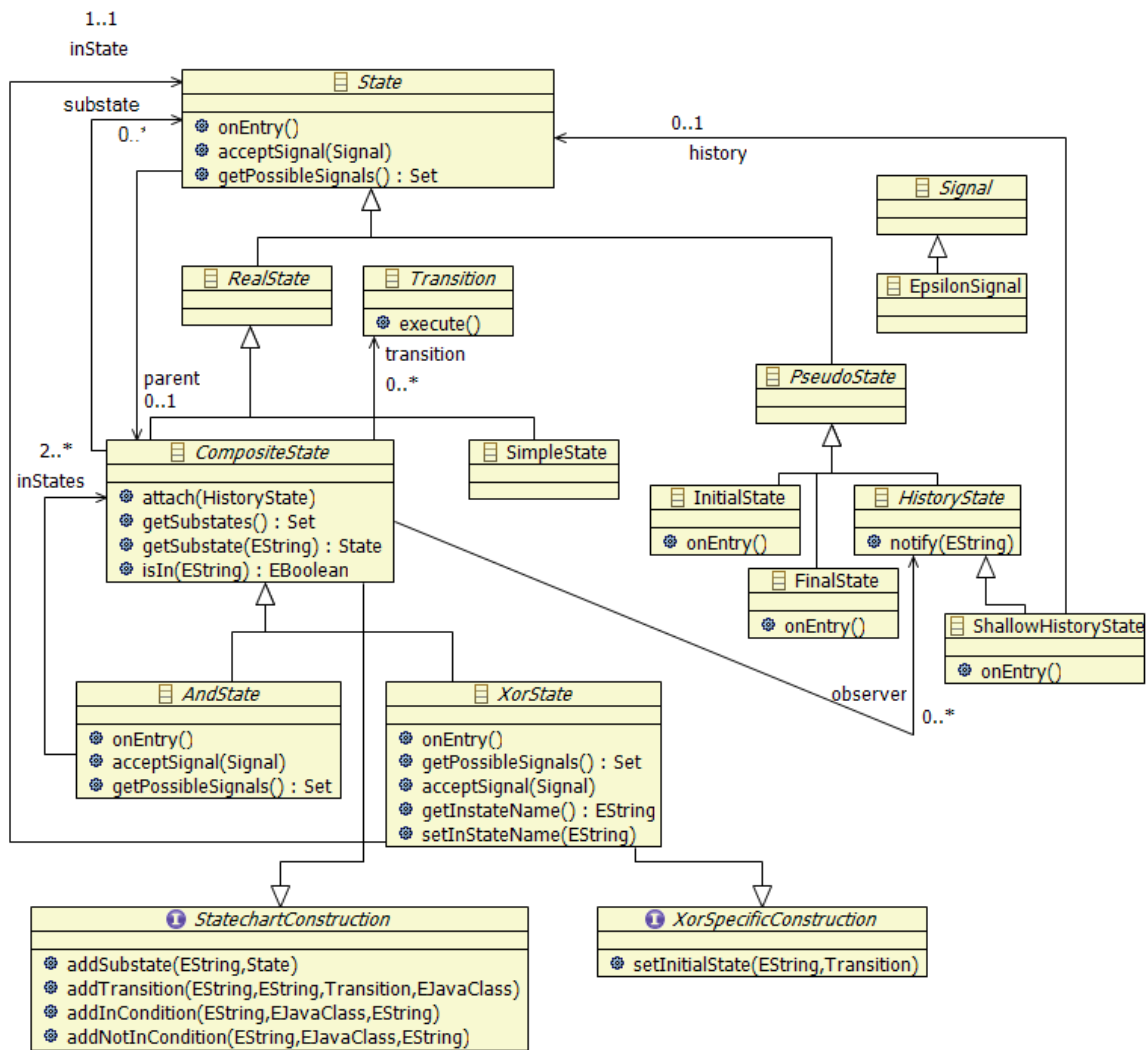 1..1
inState
State
substate
0..*
onEntry()
acceptSignal(Signal)
getPossibleSignals() : Set
0..1
history
Signal
EpsilonSignal
RealState
Transition
execute()
transition
0..*
parent
0..1
PseudoState
2..*
inStates
CompositeState
attach(HistoryState)
getSubstates() : Set
getSubstate(EString) : State
isIn(EString) : EBoolean
SimpleState
InitialState
onEntry()
HistoryState
notify(EString)
FinalState
onEntry()
ShallowHistoryState
onEntry()
observer
0..*
AndState
onEntry()
acceptSignal(Signal)
getPossibleSignals() : Set
XorState
onEntry()
getPossibleSignals() : Set
acceptSignal(Signal)
getInstateName() : EString
setInStateName(EString)
I StatechartConstruction
addSubstate(EString,State)
addTransition(EString,EString,Transition,EJavaClass)
addInCondition(EString,EJavaClass,EString)
addNotInCondition(EString,EJavaClass,EString)
I XorSpecificConstruction
setInitialState(EString,Transition)